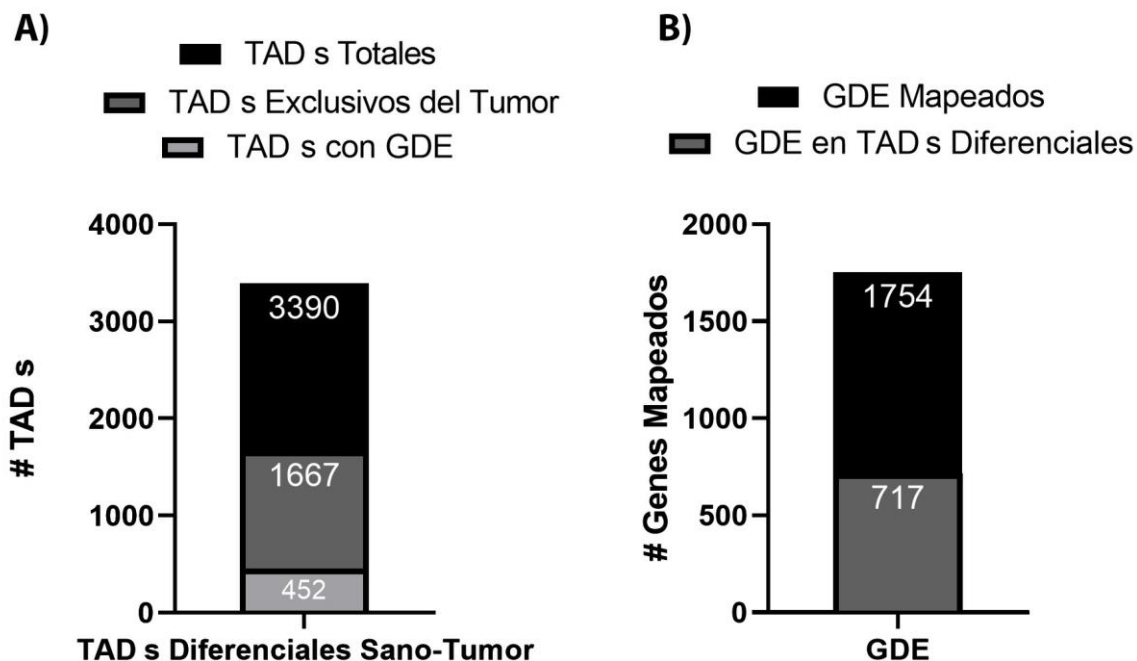 A)
TAD s Totales
TAD s Exclusivos del Tumor
TAD s con GDE
# TAD s
4000
3000
2000
1000
0
3390
1667
452
TAD s Diferenciales Sano-Tumor
B)
GDE Mapeados
GDE en TAD s Diferenciales
# Genes Mapeados
2000
1500
1000
500
0
1754
717
GDE